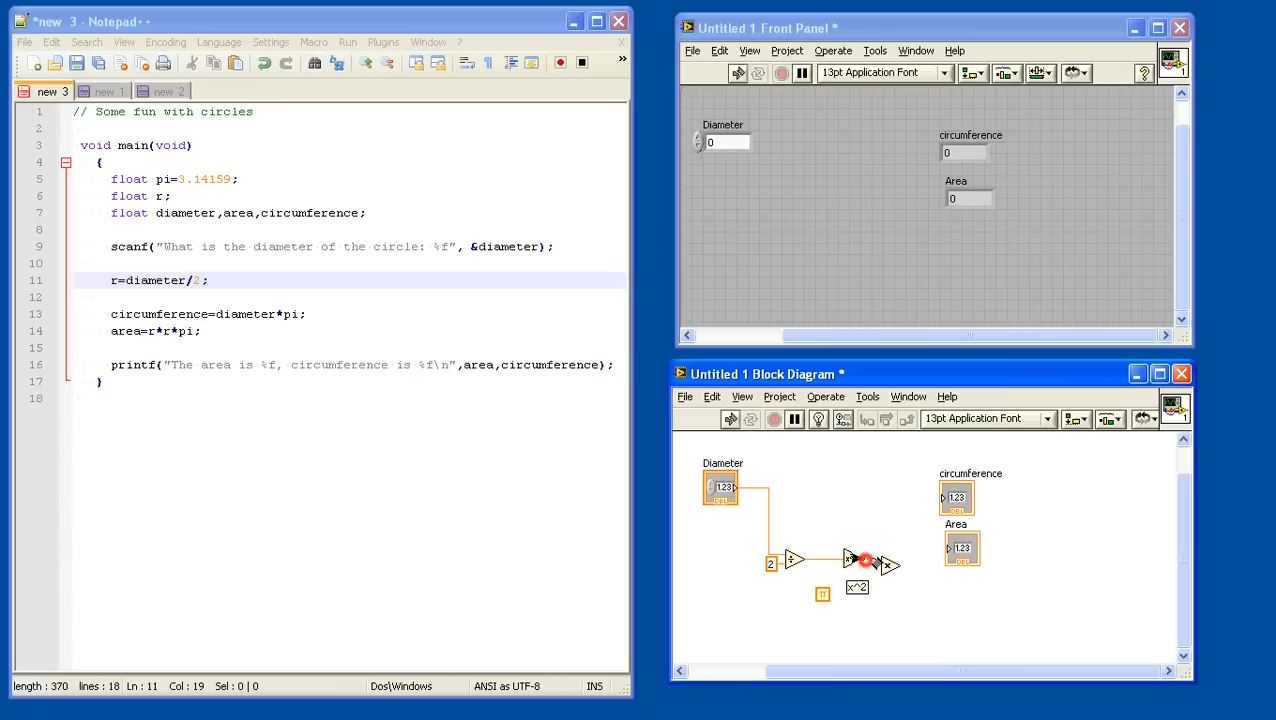 *new 3 - Notepad++
File Edit Search View Encoding Language Settings Macro Run Plugins Window ? X
»
new 3 new 1 new 2
1 // Some fun with circles
2
3 void main(void)
4 {
5 float pi=3.14159;
6 float r;
7 float diameter,area,circumference;
8
9 scanf("What is the diameter of the circle: %f", &diameter);
10
11 r=diameter/2;
12
13 circumference=diameter*pi;
14 area=r*r*pi;
15
16 printf("The area is %f, circumference is %f\n",area,circumference);
17 }
18
length : 370 lines : 18 Ln : 11 Col : 19 Sel : 0 | 0 Dos\Windows ANSI as UTF-8 INS
Untitled 1 Front Panel *
File Edit View Project Operate Tools Window Help
13pt Application Font ? 1
Diameter
0
circumference
0
Area
0
Untitled 1 Block Diagram *
File Edit View Project Operate Tools Window Help
13pt Application Font 1
Diameter
1.23
DBL
circumference
1.23
DBL
Area
1.23
DBL
2 ÷ x
π x^2